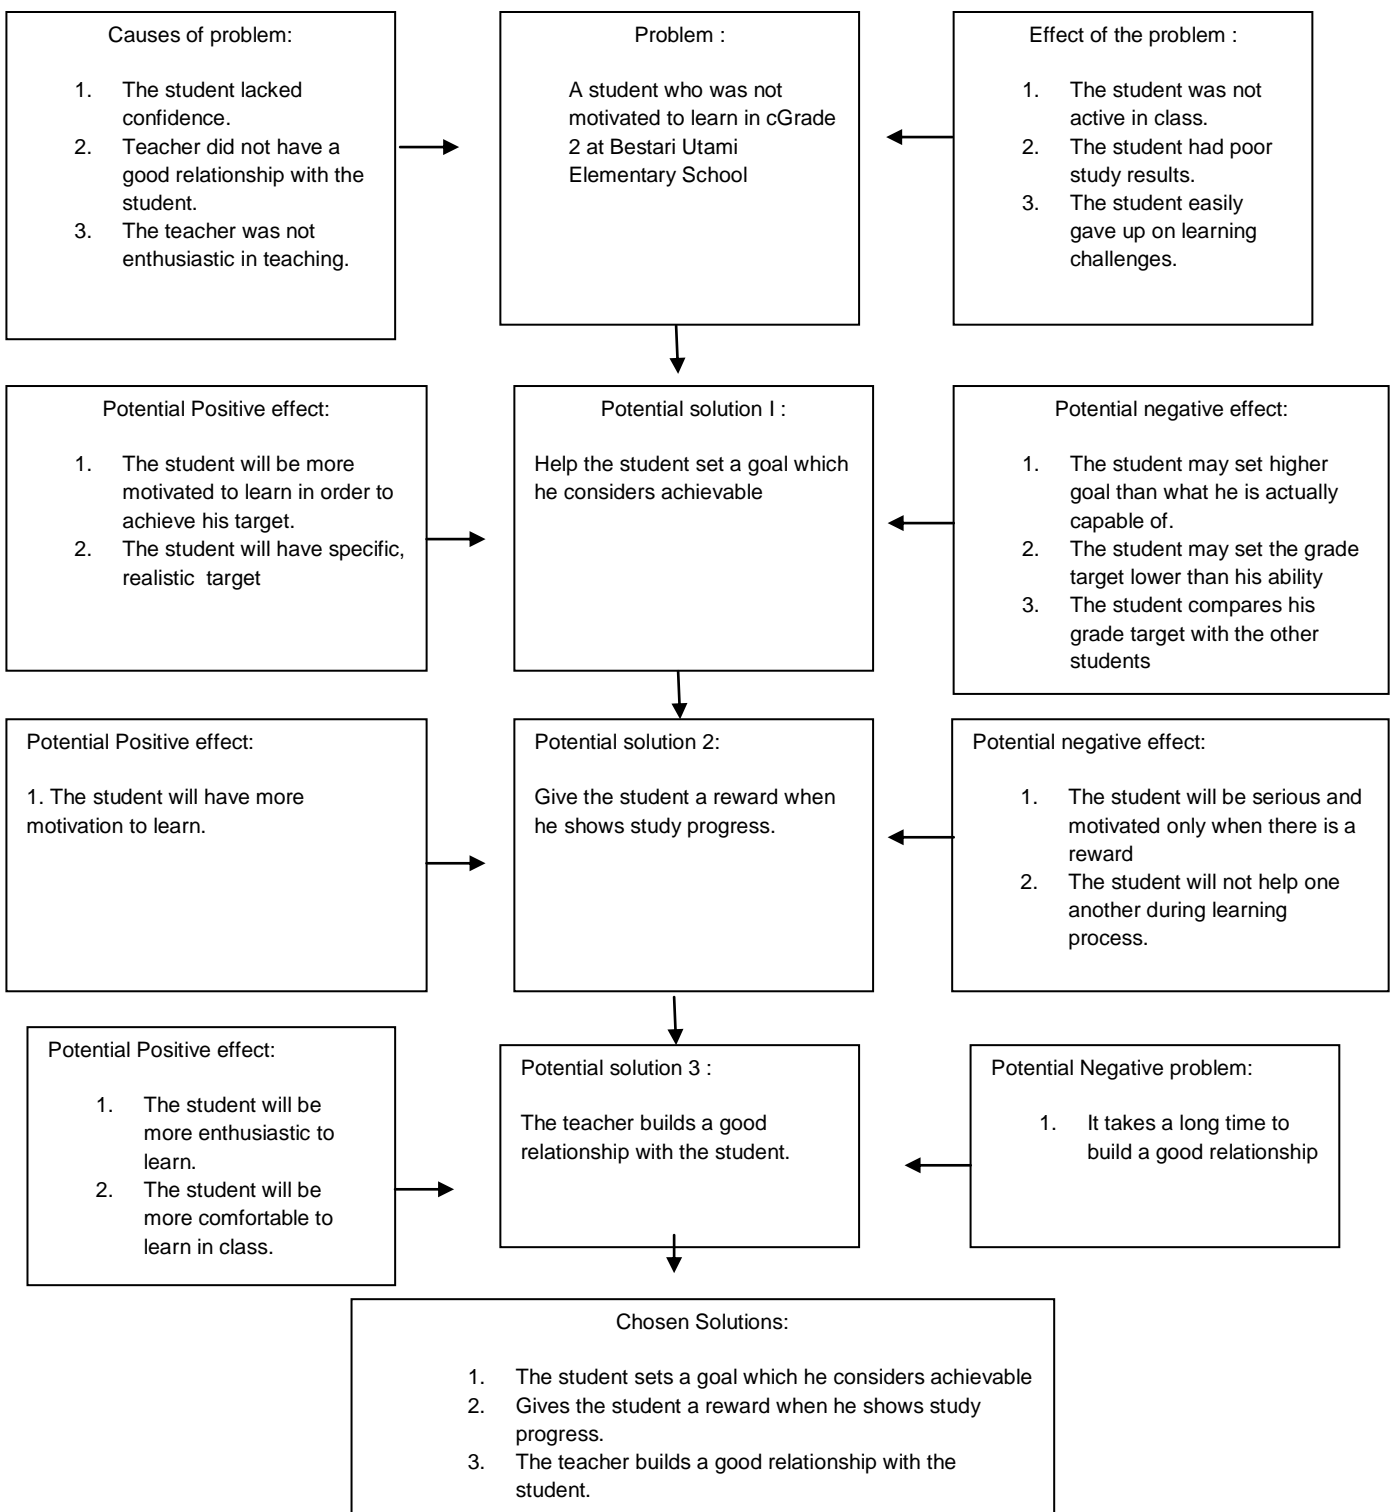 Causes of problem:
1. The student lacked
confidence.
2. Teacher did not have a
good relationship with the
student.
3. The teacher was not
enthusiastic in teaching.
Problem :
A student who was not
motivated to learn in cGrade
2 at Bestari Utami
Elementary School
Effect of the problem :
1. The student was not
active in class.
2. The student had poor
study results.
3. The student easily
gave up on learning
challenges.
Potential Positive effect:
1. The student will be more
motivated to learn in order to
achieve his target.
2. The student will have specific,
realistic target
Potential solution I :
Help the student set a goal which
he considers achievable
Potential negative effect:
1. The student may set higher
goal than what he is actually
capable of.
2. The student may set the grade
target lower than his ability
3. The student compares his
grade target with the other
students
Potential Positive effect:
1. The student will have more
motivation to learn.
Potential solution 2:
Give the student a reward when
he shows study progress.
Potential negative effect:
1. The student will be serious and
motivated only when there is a
reward
2. The student will not help one
another during learning
process.
Potential Positive effect:
1. The student will be
more enthusiastic to
learn.
2. The student will be
more comfortable to
learn in class.
Potential solution 3 :
The teacher builds a good
relationship with the student.
Potential Negative problem:
1. It takes a long time to
build a good relationship
Chosen Solutions:
1. The student sets a goal which he considers achievable
2. Gives the student a reward when he shows study
progress.
3. The teacher builds a good relationship with the
student.